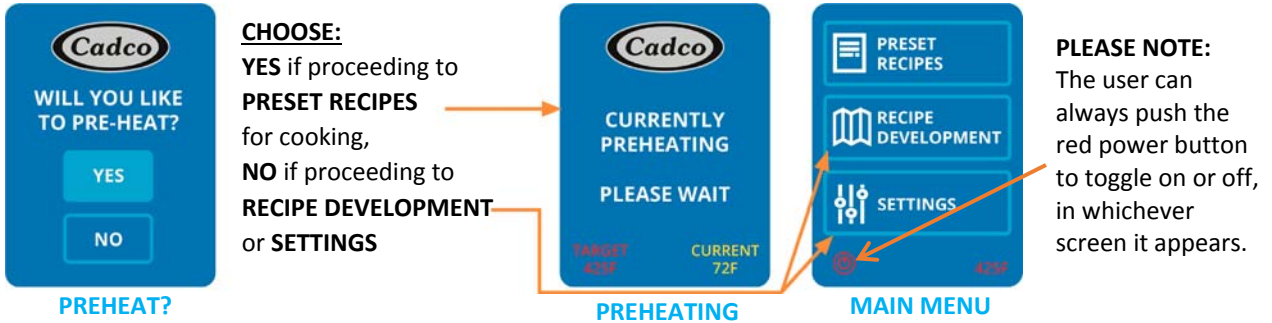 Cadco
WILL YOU LIKE
TO PRE-HEAT?
YES
NO
PREHEAT?
CHOOSE:
YES if proceeding to
PRESET RECIPES
for cooking,
NO if proceeding to
RECIPE DEVELOPMENT
or SETTINGS
Cadco
CURRENTLY
PREHEATING
PLEASE WAIT
TARGET
425F
CURRENT
72F
PREHEATING
PRESET
RECIPES
RECIPE
DEVELOPMENT
SETTINGS
425F
MAIN MENU
PLEASE NOTE:
The user can
always push the
red power button
to toggle on or off,
in whichever
screen it appears.